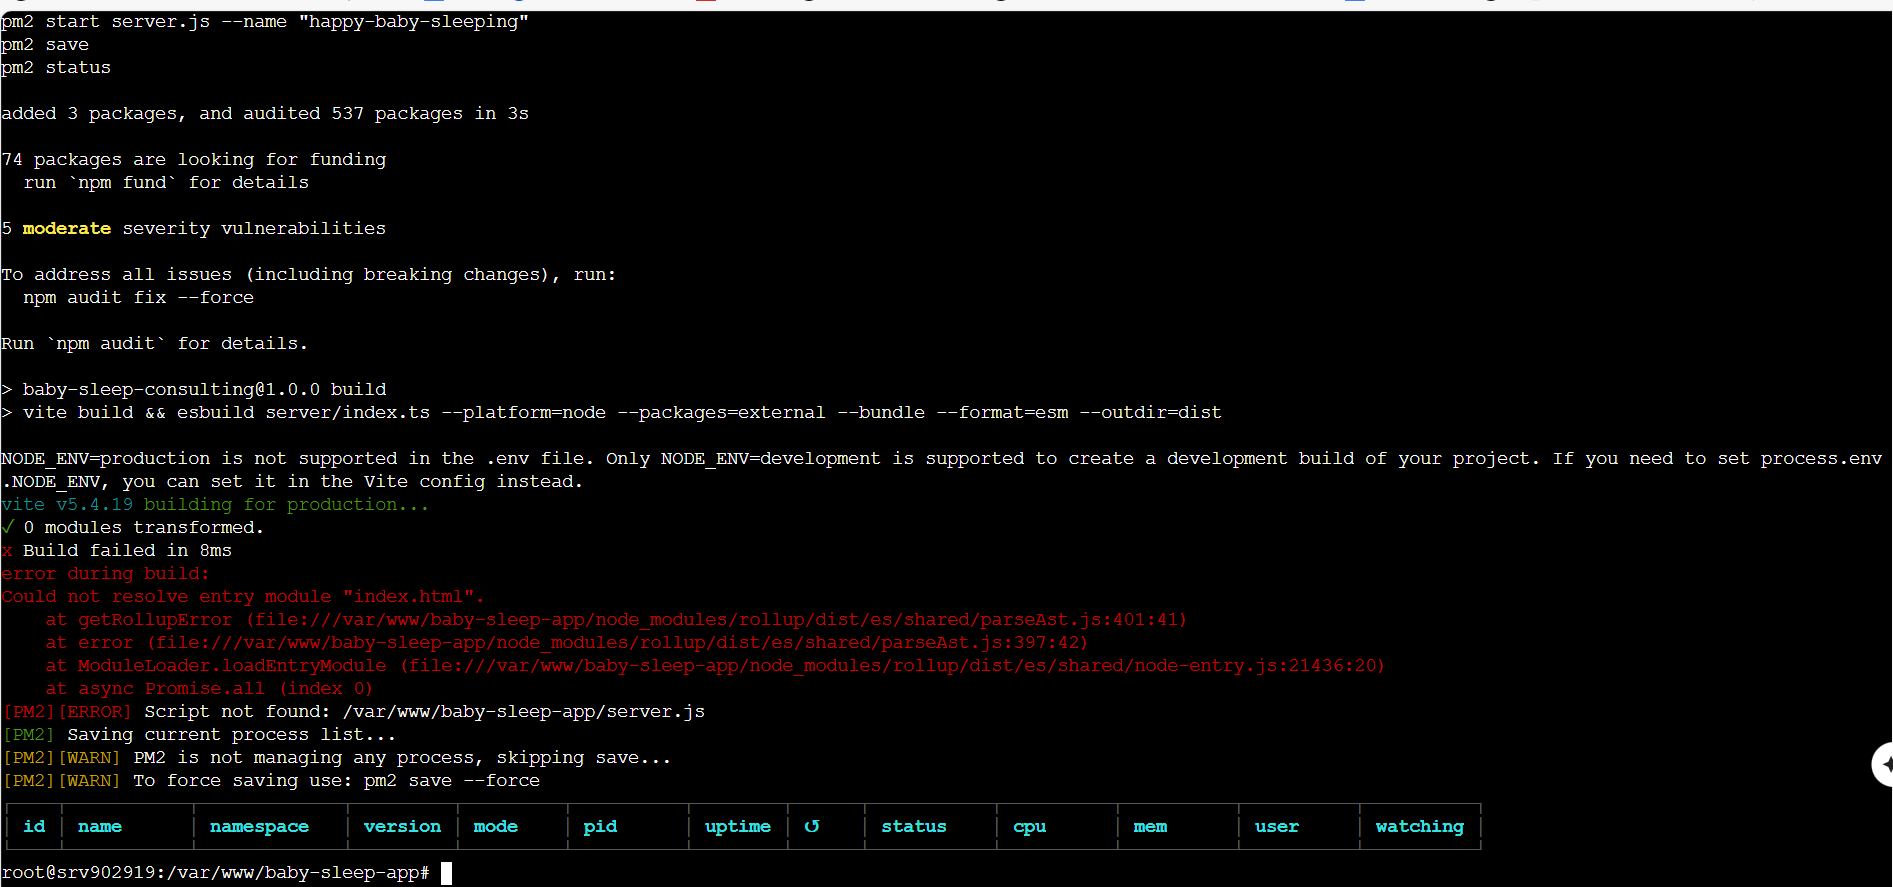 pm2 start server.js --name "happy-baby-sleeping"
pm2 save
pm2 status
added 3 packages, and audited 537 packages in 3s
74 packages are looking for funding
  run `npm fund` for details
5 moderate severity vulnerabilities
To address all issues (including breaking changes), run:
  npm audit fix --force
Run `npm audit` for details.
> baby-sleep-consulting@1.0.0 build
> vite build && esbuild server/index.ts --platform=node --packages=external --bundle --format=esm --outdir=dist
NODE_ENV=production is not supported in the .env file. Only NODE_ENV=development is supported to create a development build of your project. If you need to set process.env
.NODE_ENV, you can set it in the Vite config instead.
vite v5.4.19 building for production...
✓ 0 modules transformed.
x Build failed in 8ms
error during build:
Could not resolve entry module "index.html".
    at getRollupError (file:///var/www/baby-sleep-app/node_modules/rollup/dist/es/shared/parseAst.js:401:41)
    at error (file:///var/www/baby-sleep-app/node_modules/rollup/dist/es/shared/parseAst.js:397:42)
    at ModuleLoader.loadEntryModule (file:///var/www/baby-sleep-app/node_modules/rollup/dist/es/shared/node-entry.js:21436:20)
    at async Promise.all (index 0)
[PM2][ERROR] Script not found: /var/www/baby-sleep-app/server.js
[PM2] Saving current process list...
[PM2][WARN] PM2 is not managing any process, skipping save...
[PM2][WARN] To force saving use: pm2 save --force
│ id │ name │ namespace │ version │ mode │ pid │ uptime │ ↺ │ status │ cpu │ mem │ user │ watching │
root@srv902919:/var/www/baby-sleep-app#